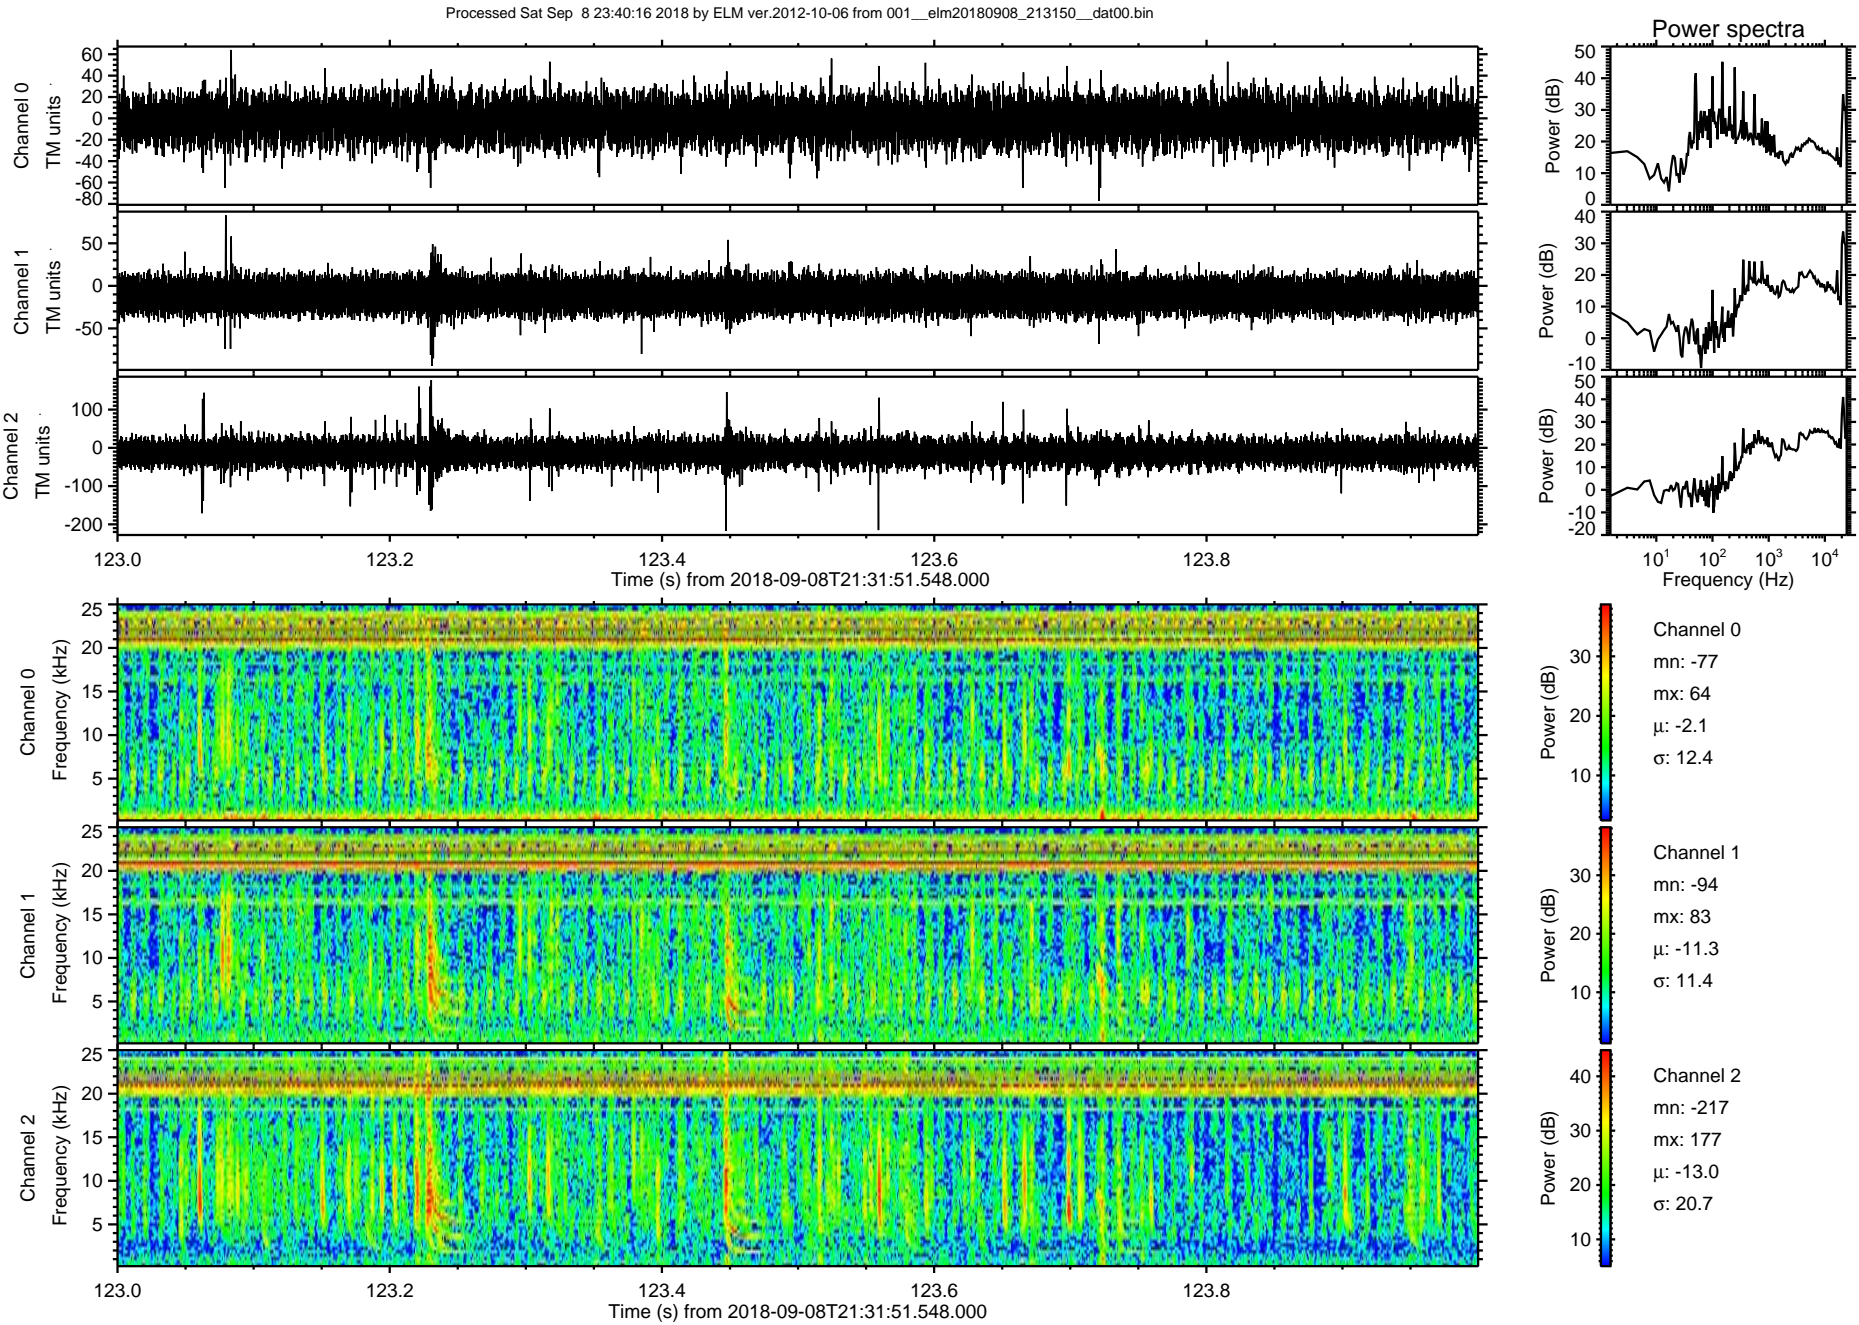 Processed Sat Sep  8 23:40:16 2018 by ELM ver.2012-10-06 from 001__elm20180908_213150__dat00.bin
Power spectra
Channel 0
TM units
60
40
20
0
-20
-40
-60
-80
Power (dB)
50
40
30
20
10
0
Channel 1
TM units
50
0
-50
Power (dB)
40
30
20
10
0
-10
Channel 2
TM units
100
0
-100
-200
Power (dB)
50
40
30
20
10
0
-10
-20
123.0 123.2 123.4 123.6 123.8
Time (s) from 2018-09-08T21:31:51.548.000
10^1 10^2 10^3 10^4
Frequency (Hz)
Channel 0
Frequency (kHz)
25
20
15
10
5
Power (dB)
30
20
10
Channel 0
mn: -77
mx: 64
µ: -2.1
σ: 12.4
Channel 1
Frequency (kHz)
25
20
15
10
5
Power (dB)
30
20
10
Channel 1
mn: -94
mx: 83
µ: -11.3
σ: 11.4
Channel 2
Frequency (kHz)
25
20
15
10
5
Power (dB)
40
30
20
10
Channel 2
mn: -217
mx: 177
µ: -13.0
σ: 20.7
123.0 123.2 123.4 123.6 123.8
Time (s) from 2018-09-08T21:31:51.548.000